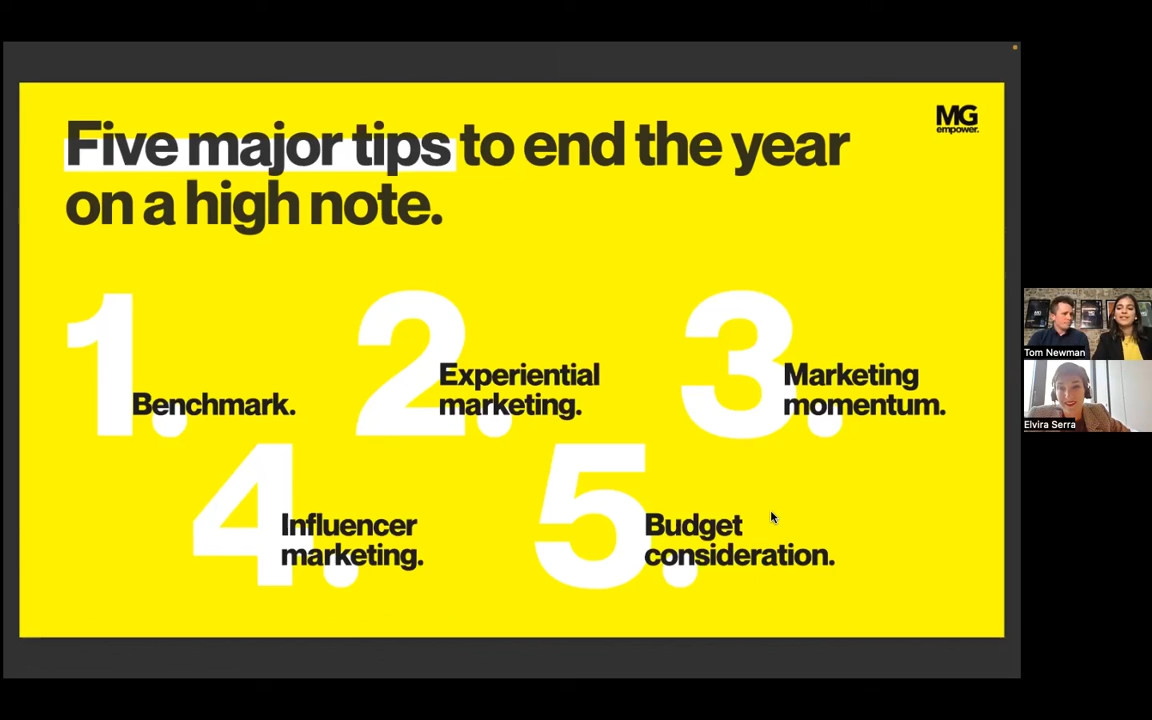 Five major tips to end the year
on a high note.
MG
empower.
1.
Benchmark.
2.
Experiential
marketing.
3.
Marketing
momentum.
4.
Influencer
marketing.
5.
Budget
consideration.
Tom Newman
Elvira Serra